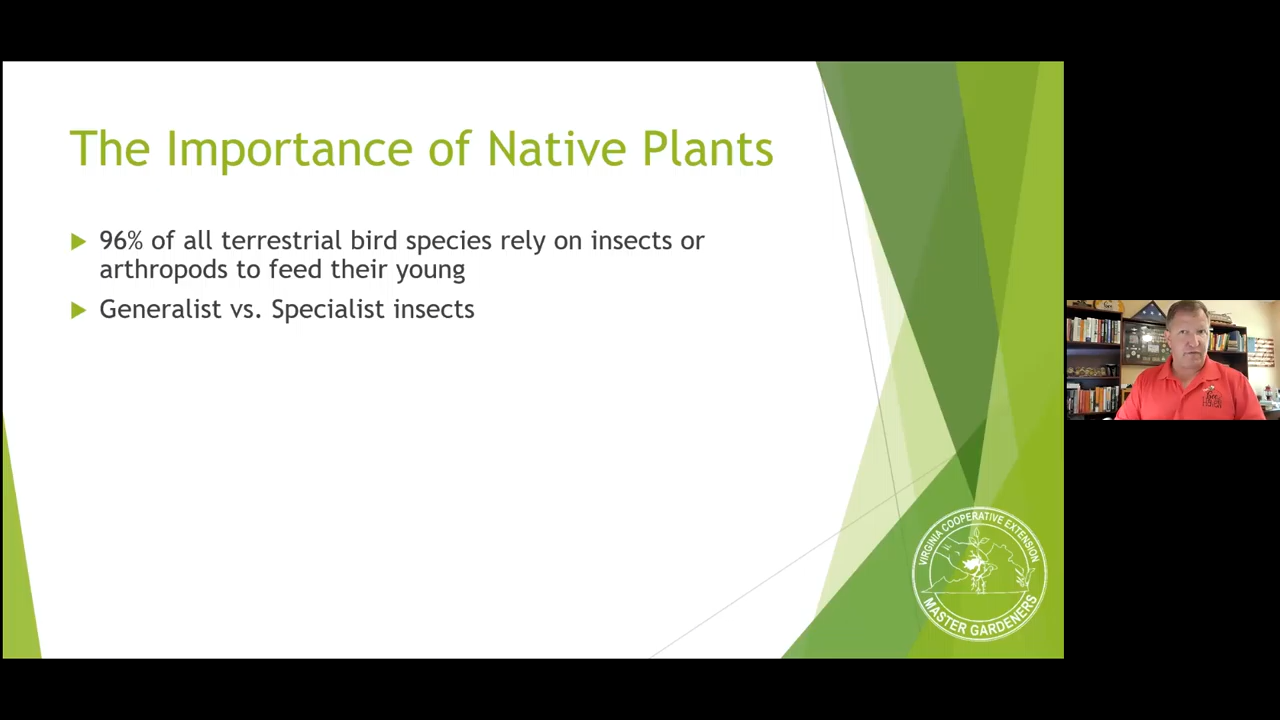 The Importance of Native Plants
96% of all terrestrial bird species rely on insects or
arthropods to feed their young
Generalist vs. Specialist insects
VIRGINIA COOPERATIVE EXTENSION
MASTER GARDENERS